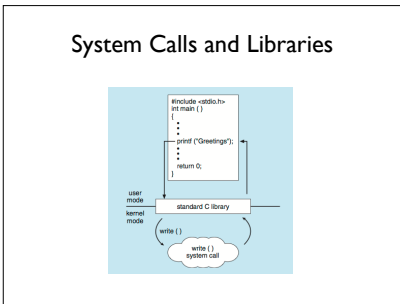 System Calls and Libraries
#include <stdio.h>
int main ( )
{
•
•
•
printf ("Greetings");
•
•
•
return 0;
}
user
mode
standard C library
kernel
mode
write ( )
write ( )
system call